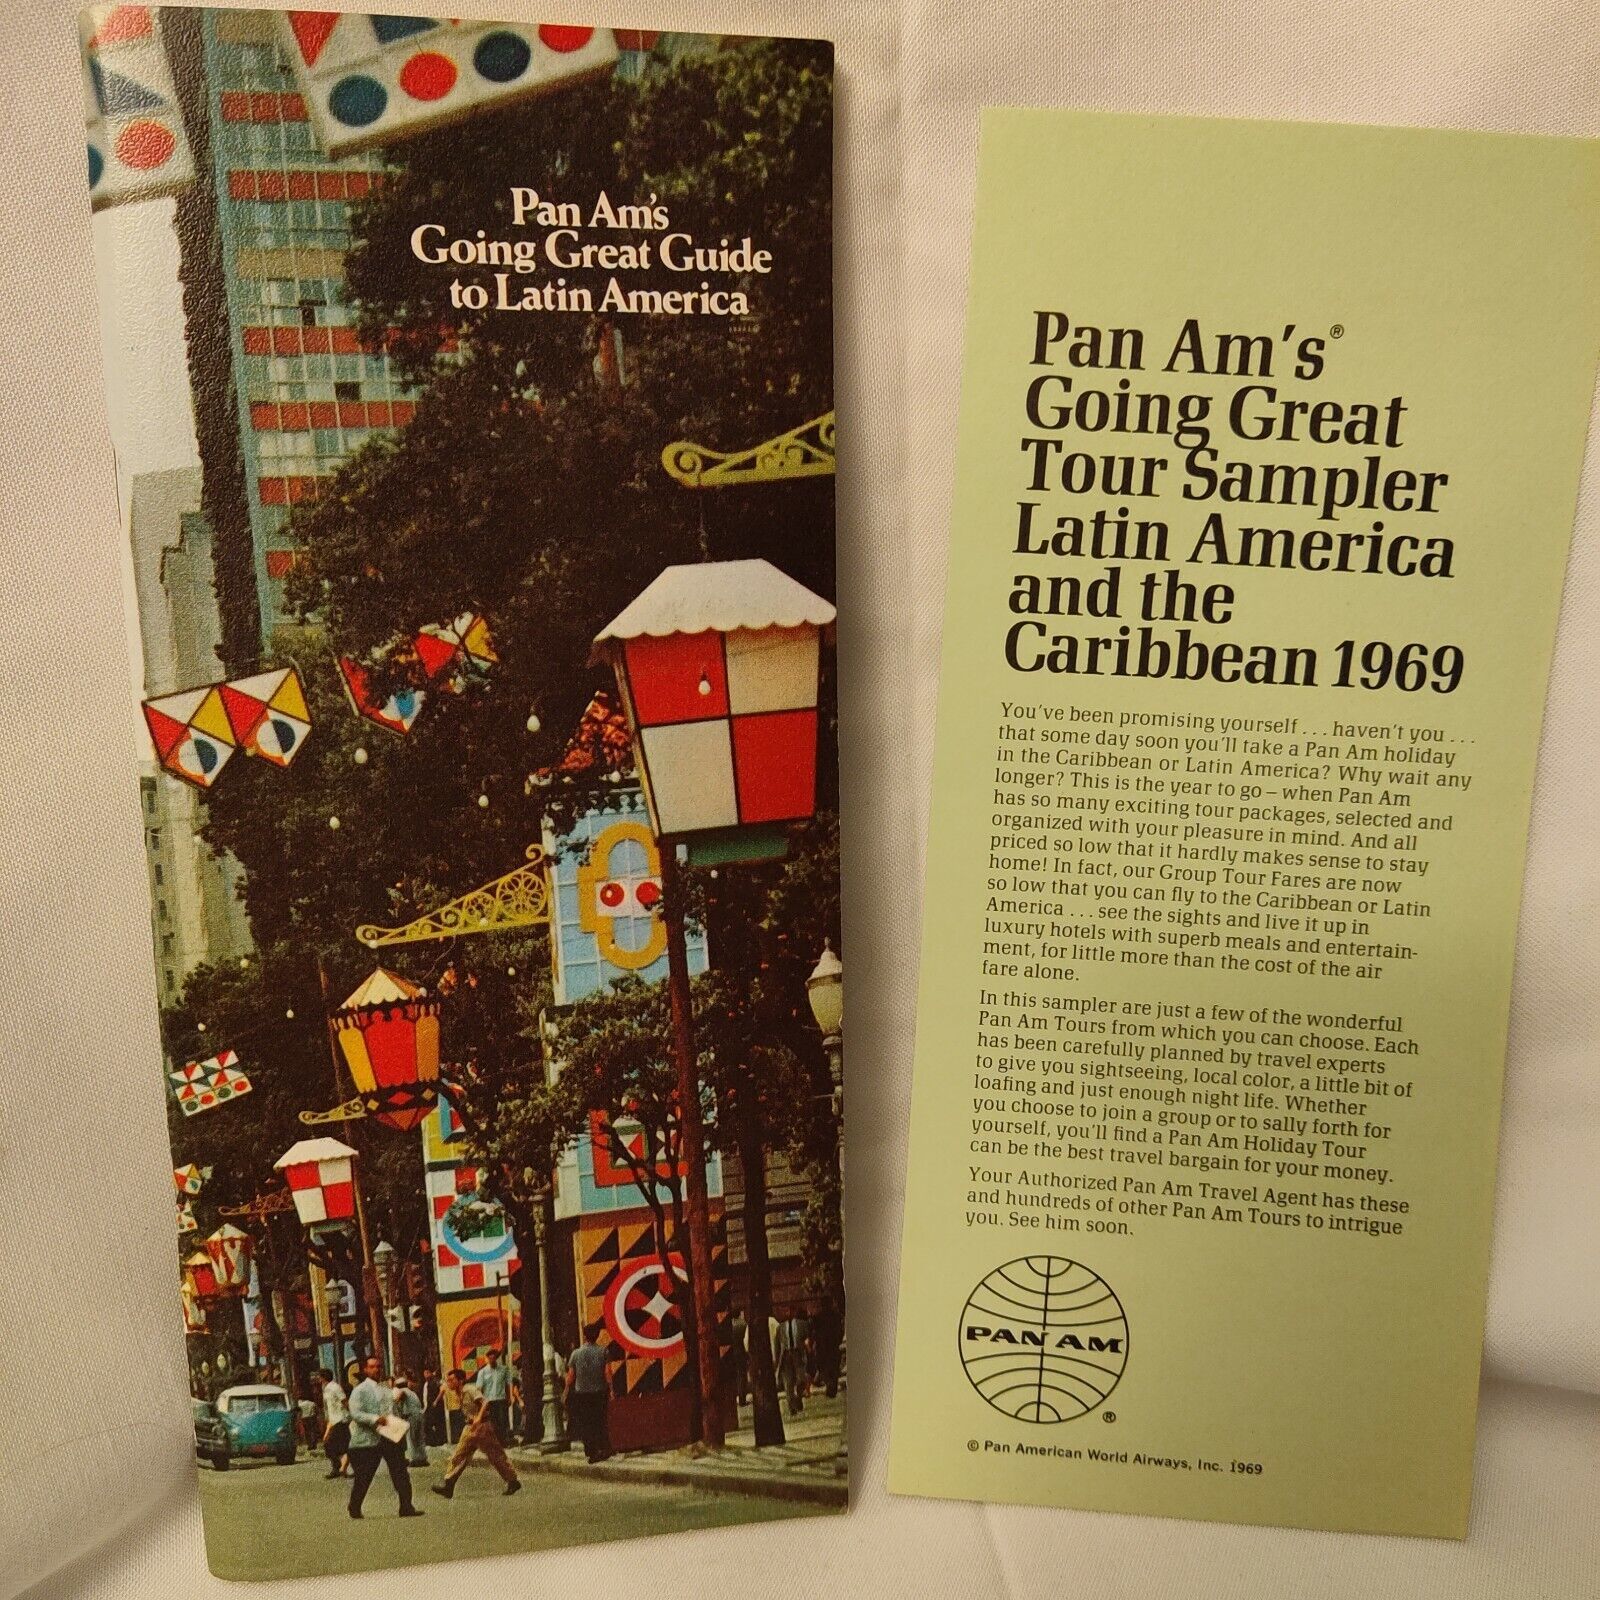 Pan Am's
Going Great Guide
to Latin America
Pan Am's®
Going Great
Tour Sampler
Latin America
and the
Caribbean 1969
You've been promising yourself . . . haven't you . . .
that some day soon you'll take a Pan Am holiday
in the Caribbean or Latin America? Why wait any
longer? This is the year to go – when Pan Am
has so many exciting tour packages, selected and
organized with your pleasure in mind. And all
priced so low that it hardly makes sense to stay
home! In fact, our Group Tour Fares are now
so low that you can fly to the Caribbean or Latin
America . . . see the sights and live it up in
luxury hotels with superb meals and entertain-
ment, for little more than the cost of the air
fare alone.
In this sampler are just a few of the wonderful
Pan Am Tours from which you can choose. Each
has been carefully planned by travel experts
to give you sightseeing, local color, a little bit of
loafing and just enough night life. Whether
you choose to join a group or to sally forth for
yourself, you'll find a Pan Am Holiday Tour
can be the best travel bargain for your money.
Your Authorized Pan Am Travel Agent has these
and hundreds of other Pan Am Tours to intrigue
you. See him soon.
PAN AM
®
© Pan American World Airways, Inc. 1969